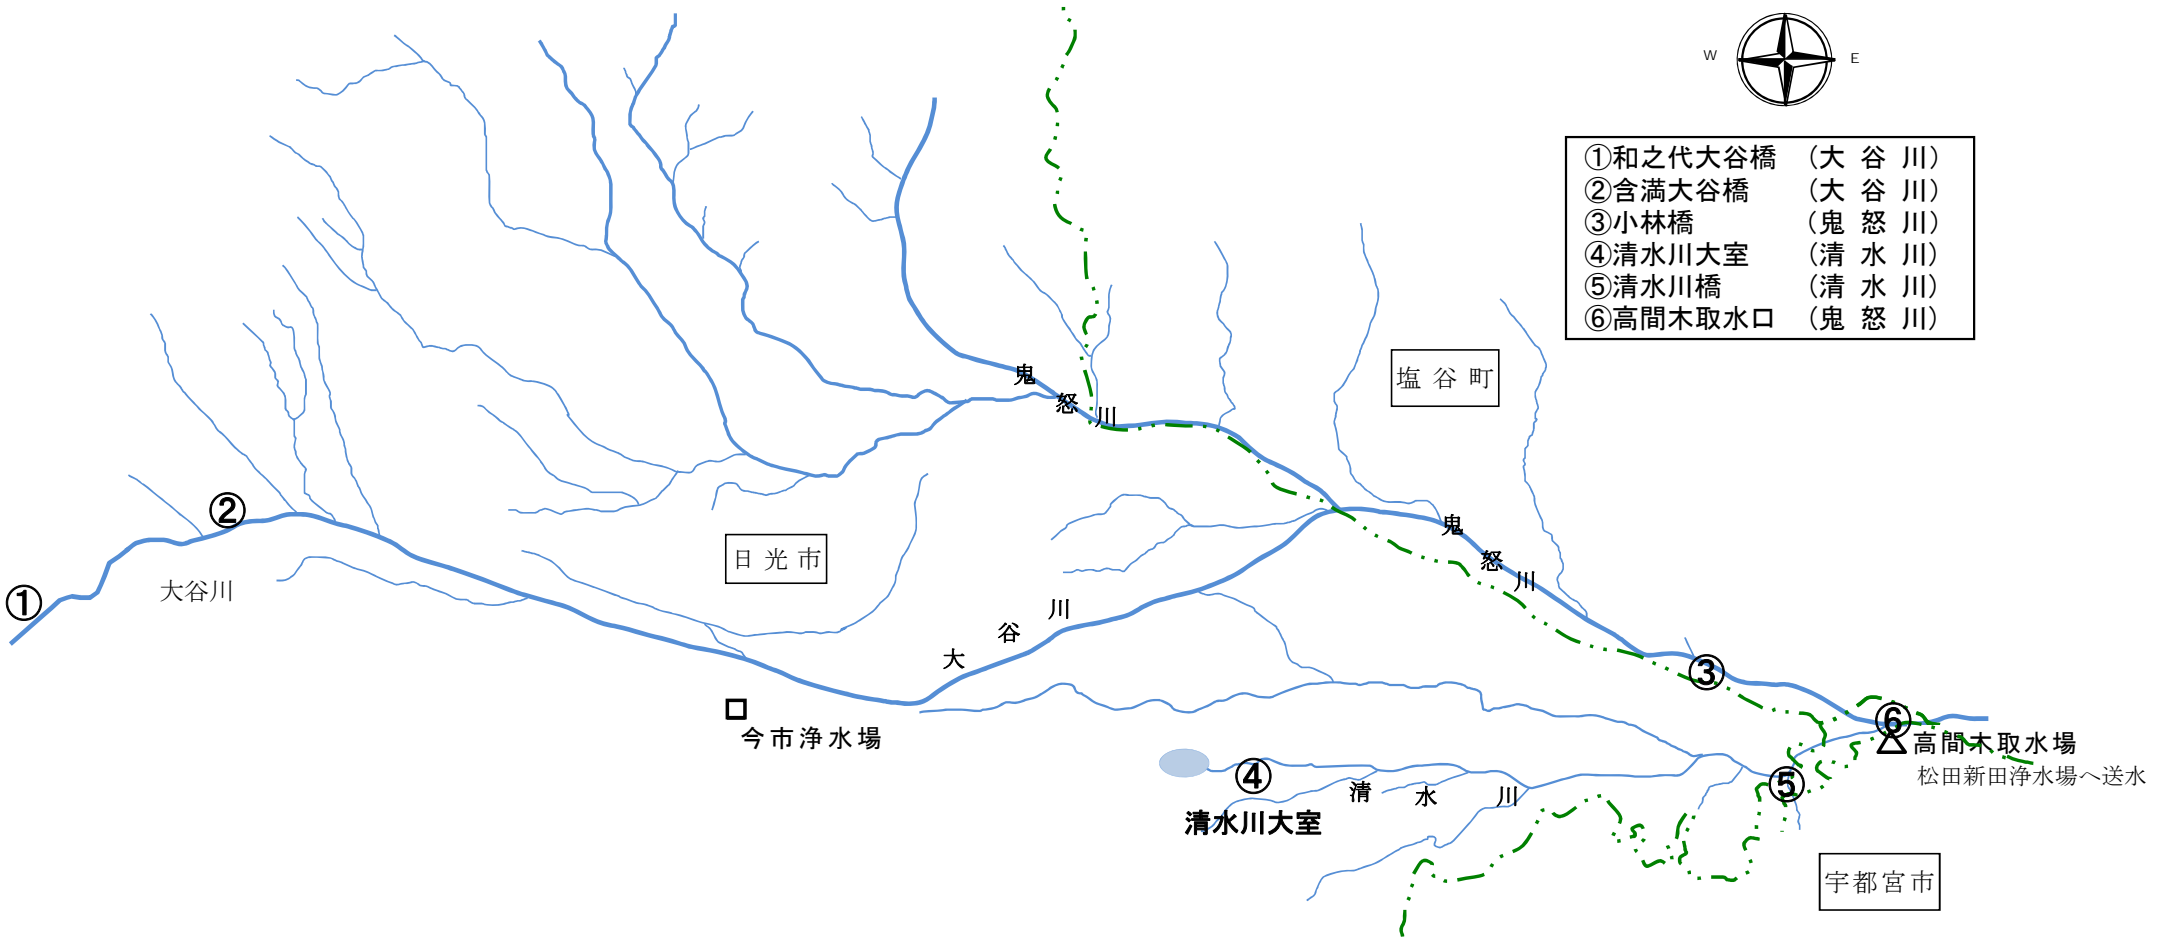 W
E
①和之代大谷橋 (大 谷 川)
②含満大谷橋 (大 谷 川)
③小林橋 (鬼 怒 川)
④清水川大室 (清 水 川)
⑤清水川橋 (清 水 川)
⑥高間木取水口 (鬼 怒 川)
鬼怒川
塩谷町
②
鬼怒川
日光市
①
大谷川
大谷川
③
今市浄水場
⑥
高間木取水場
松田新田浄水場へ送水
④
清水川
⑤
清水川大室
宇都宮市